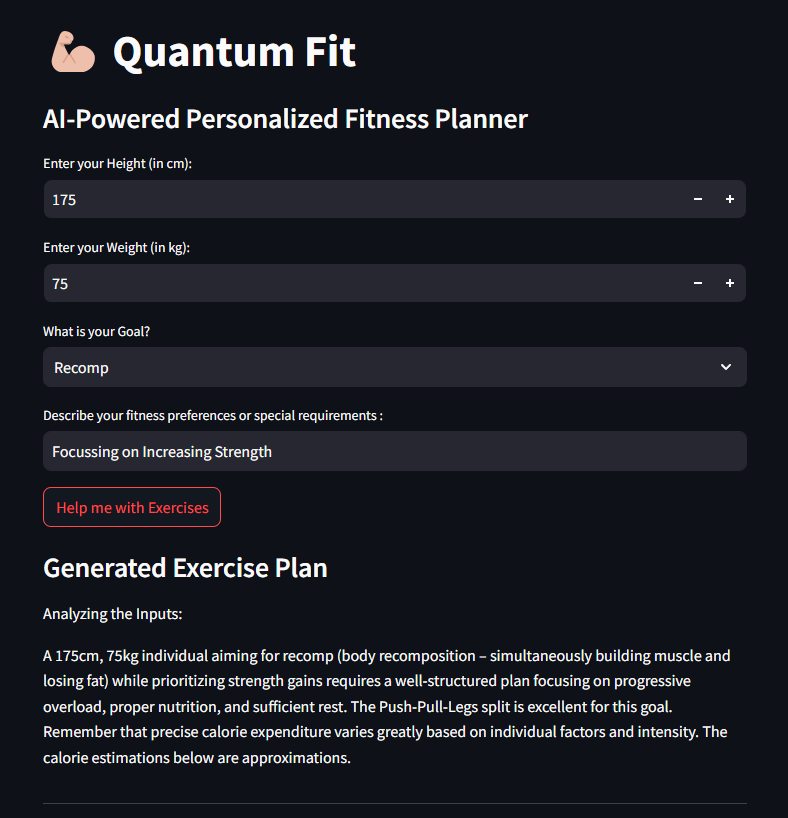 Quantum Fit
AI-Powered Personalized Fitness Planner
Enter your Height (in cm):
175
Enter your Weight (in kg):
75
What is your Goal?
Recomp
Describe your fitness preferences or special requirements :
Focussing on Increasing Strength
Help me with Exercises
Generated Exercise Plan
Analyzing the Inputs:
A 175cm, 75kg individual aiming for recomp (body recomposition – simultaneously building muscle and
losing fat) while prioritizing strength gains requires a well-structured plan focusing on progressive
overload, proper nutrition, and sufficient rest. The Push-Pull-Legs split is excellent for this goal.
Remember that precise calorie expenditure varies greatly based on individual factors and intensity. The
calorie estimations below are approximations.